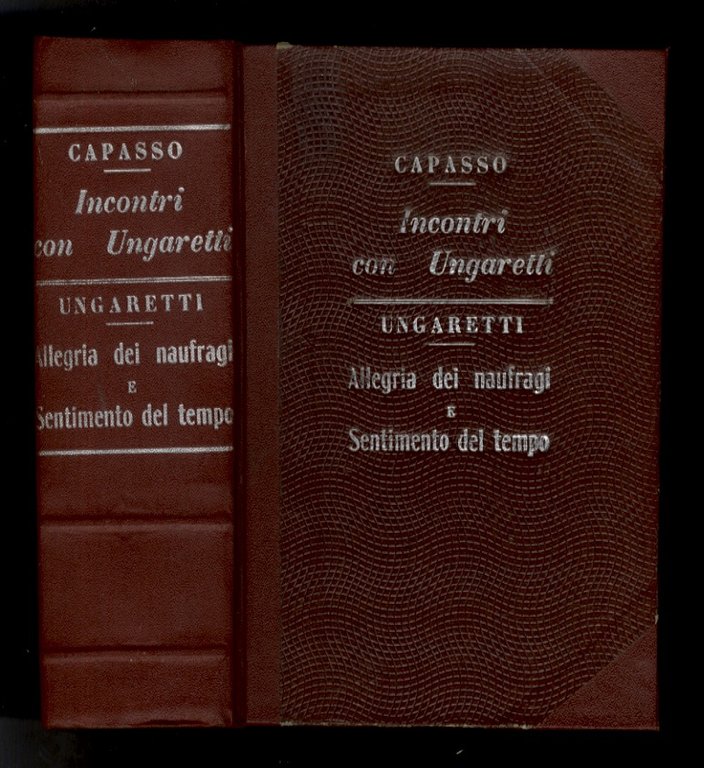 CAPASSO
Incontri
con Ungaretti
UNGARETTI
Allegria dei naufragi
E
Sentimento del tempo
CAPASSO
Incontri
con Ungaretti
UNGARETTI
Allegria dei naufragi
E
Sentimento del tempo